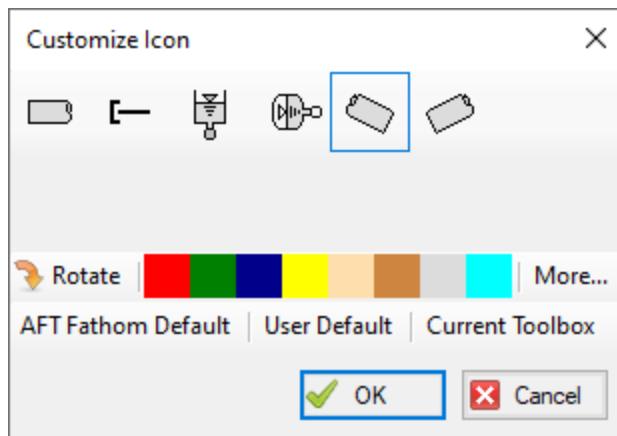 Customize Icon
Rotate More...
AFT Fathom Default User Default Current Toolbox
OK Cancel